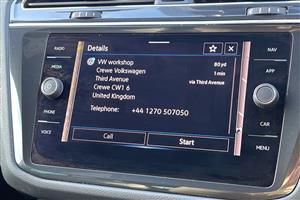 Details
RADIO
NAV
MEDIA
APP
PHONE
CAR
VOICE
MENU
VW workshop
80 yd
Crewe Volkswagen
1 min
Third Avenue
via Third Avenue
Crewe CW1 6
United Kingdom
Telephone: +44 1270 507050
Call
Start